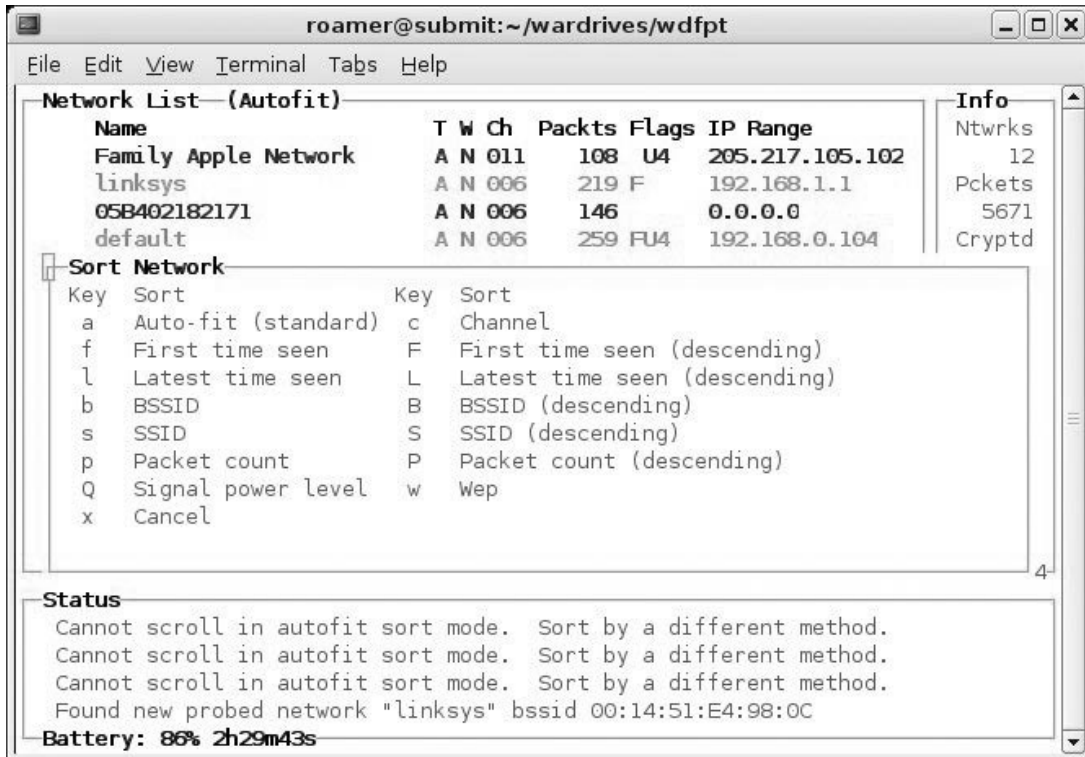 roamer@submit:~/wardrives/wdfpt
File Edit View Terminal Tabs Help
Network List—(Autofit) Info
Name T W Ch Packts Flags IP Range Ntwrks
Family Apple Network A N 011 108 U4 205.217.105.102 12
linksys A N 006 219 F 192.168.1.1 Pckets
05B402182171 A N 006 146 0.0.0.0 5671
default A N 006 259 FU4 192.168.0.104 Cryptd
Sort Network
Key Sort Key Sort
a Auto-fit (standard) c Channel
f First time seen F First time seen (descending)
l Latest time seen L Latest time seen (descending)
b BSSID B BSSID (descending)
s SSID S SSID (descending)
p Packet count P Packet count (descending)
Q Signal power level w Wep
x Cancel
4
Status
Cannot scroll in autofit sort mode. Sort by a different method.
Cannot scroll in autofit sort mode. Sort by a different method.
Cannot scroll in autofit sort mode. Sort by a different method.
Found new probed network "linksys" bssid 00:14:51:E4:98:0C
Battery: 86% 2h29m43s